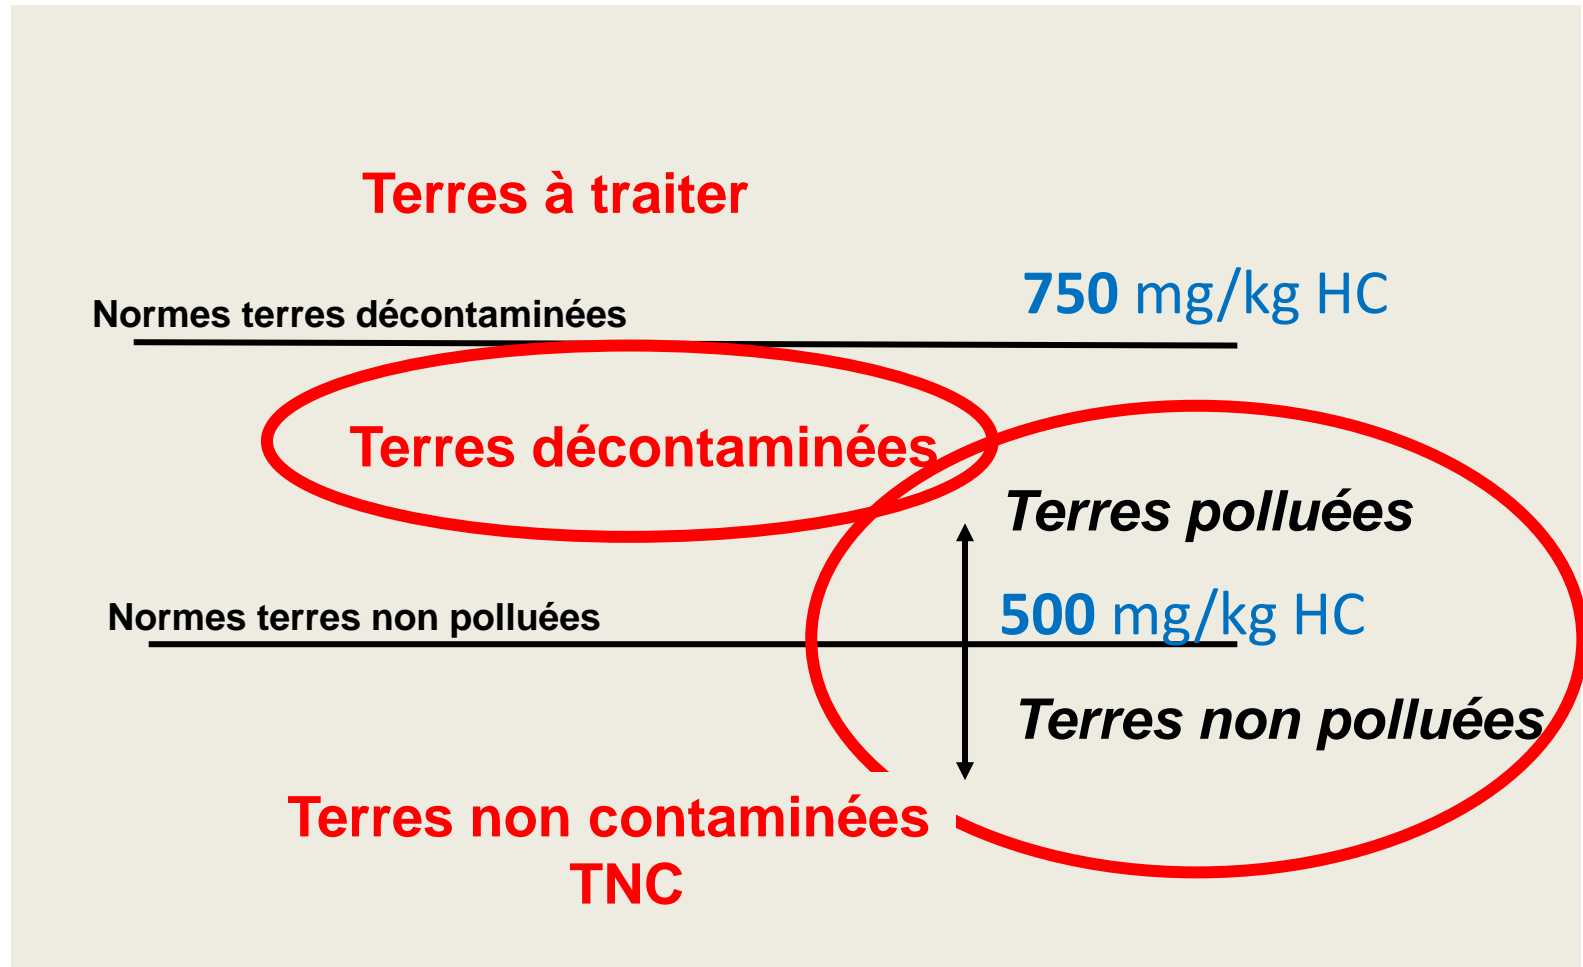 Terres à traiter
750 mg/kg HC
Normes terres décontaminées
Terres décontaminées
Terres polluées
500 mg/kg HC
Normes terres non polluées
Terres non polluées
Terres non contaminées
TNC